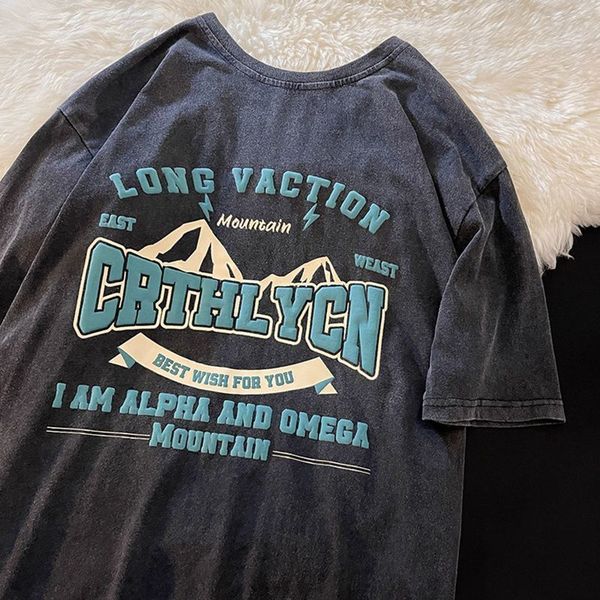 LONG VACTION
Mountain
EAST
WEAST
CRTHLYCN
BEST WISH FOR YOU
I AM ALPHA AND OMEGA
MOUNTAIN